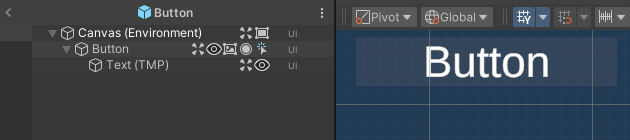 Button
Canvas (Environment)
UI
Button
UI
Text (TMP)
UI
Pivot
Global
Y
Button